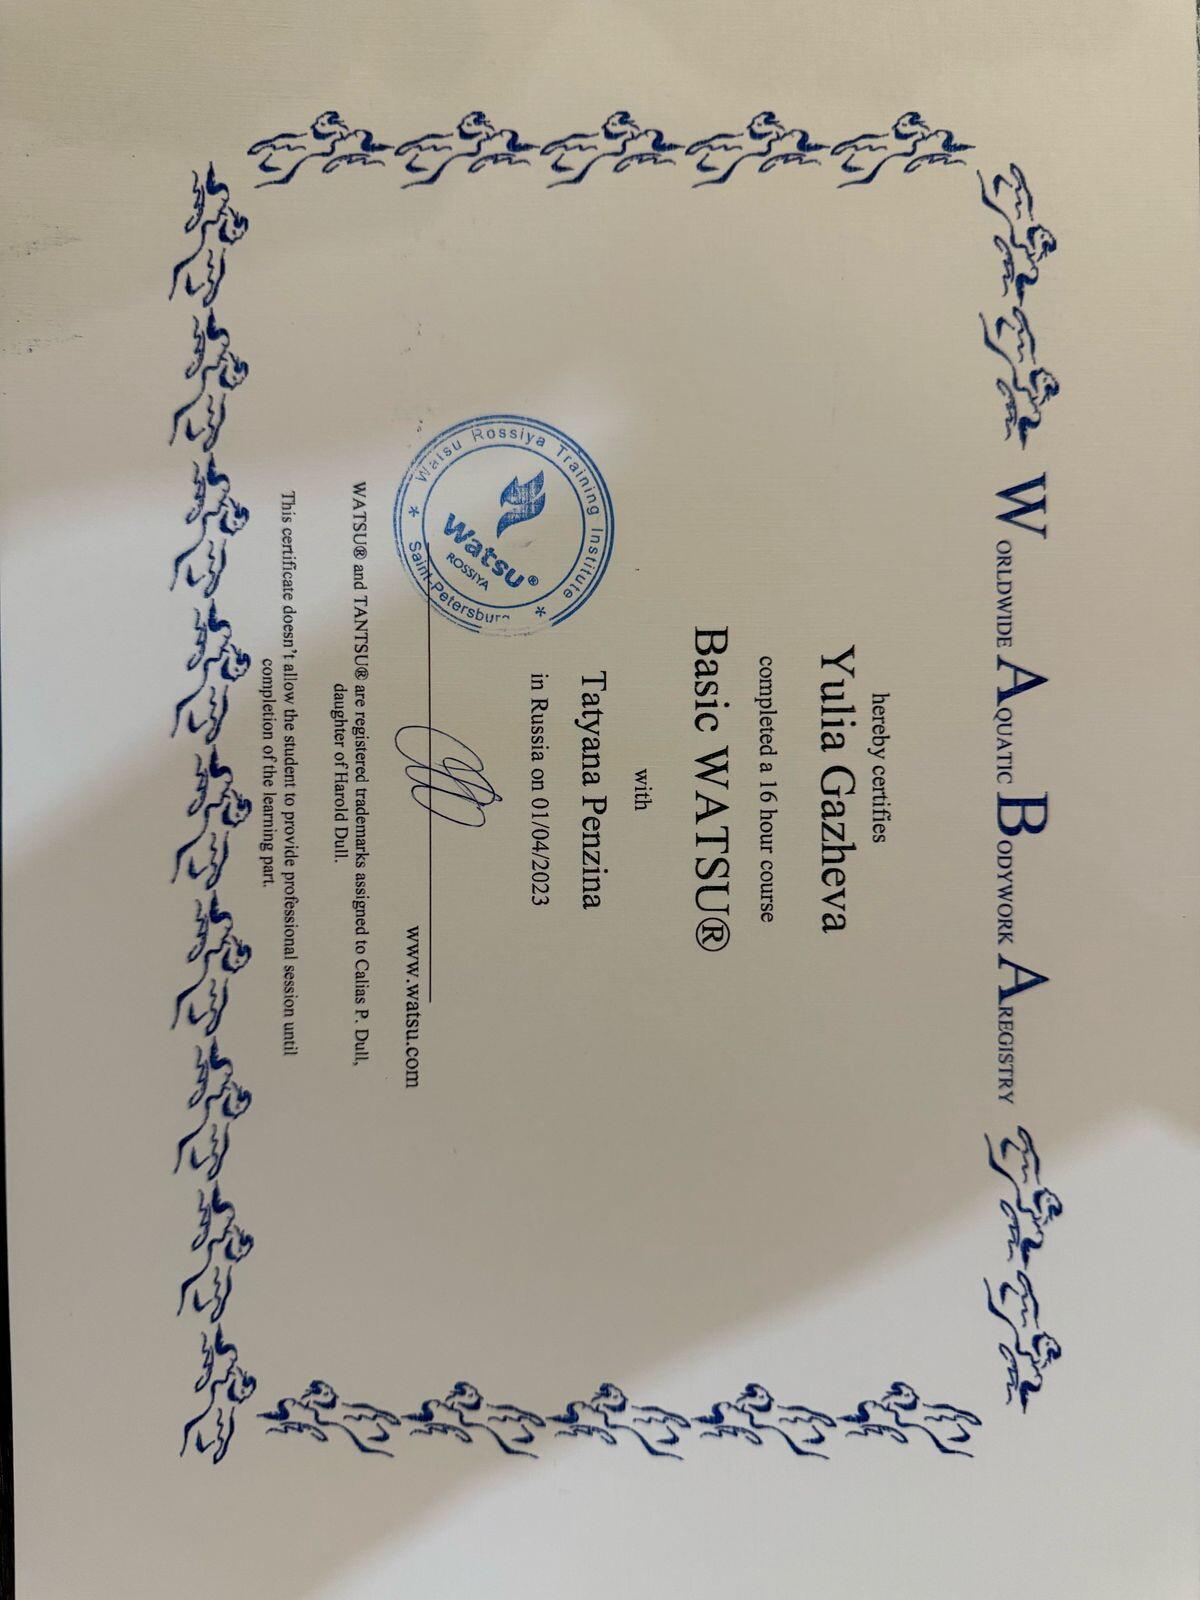 WORLDWIDE AQUATIC BODYWORK AREGISTRY
hereby certifies
Yulia Gazheva
completed a 16 hour course
Basic WATSU®
with
Tatyana Penzina
in Russia on 01/04/2023
Watsu Rossiya Training Institute
Watsu®
ROSSIYA
* Saint-Petersburg *
www.watsu.com
WATSU® and TANTSU® are registered trademarks assigned to Calias P. Dull,
daughter of Harold Dull.
This certificate doesn't allow the student to provide professional session until
completion of the learning part.